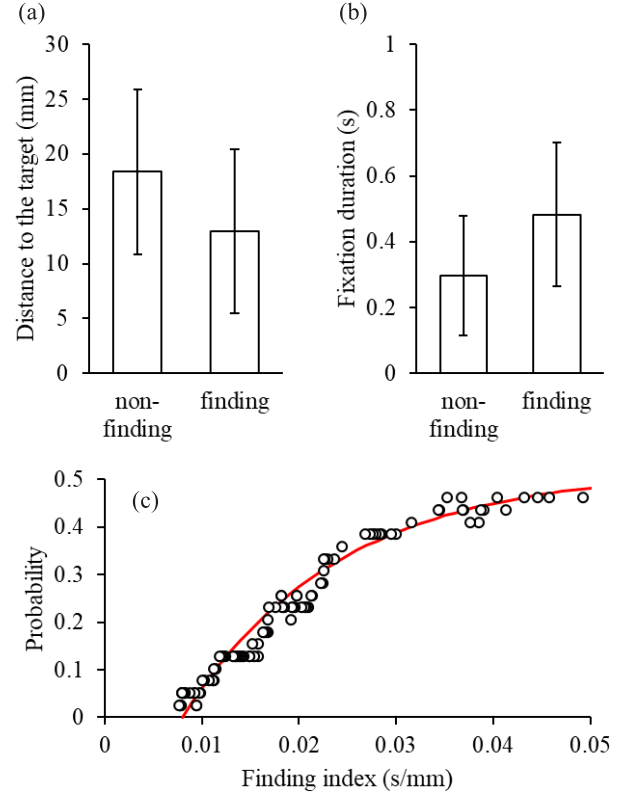 (a)
(b)
Distance to the target (mm)
30
25
20
15
10
5
0
non-
finding
finding
Fixation duration (s)
1
0.8
0.6
0.4
0.2
0
non-
finding
finding
(c)
Probability
0.5
0.4
0.3
0.2
0.1
0
0
0.01
0.02
0.03
0.04
0.05
Finding index (s/mm)